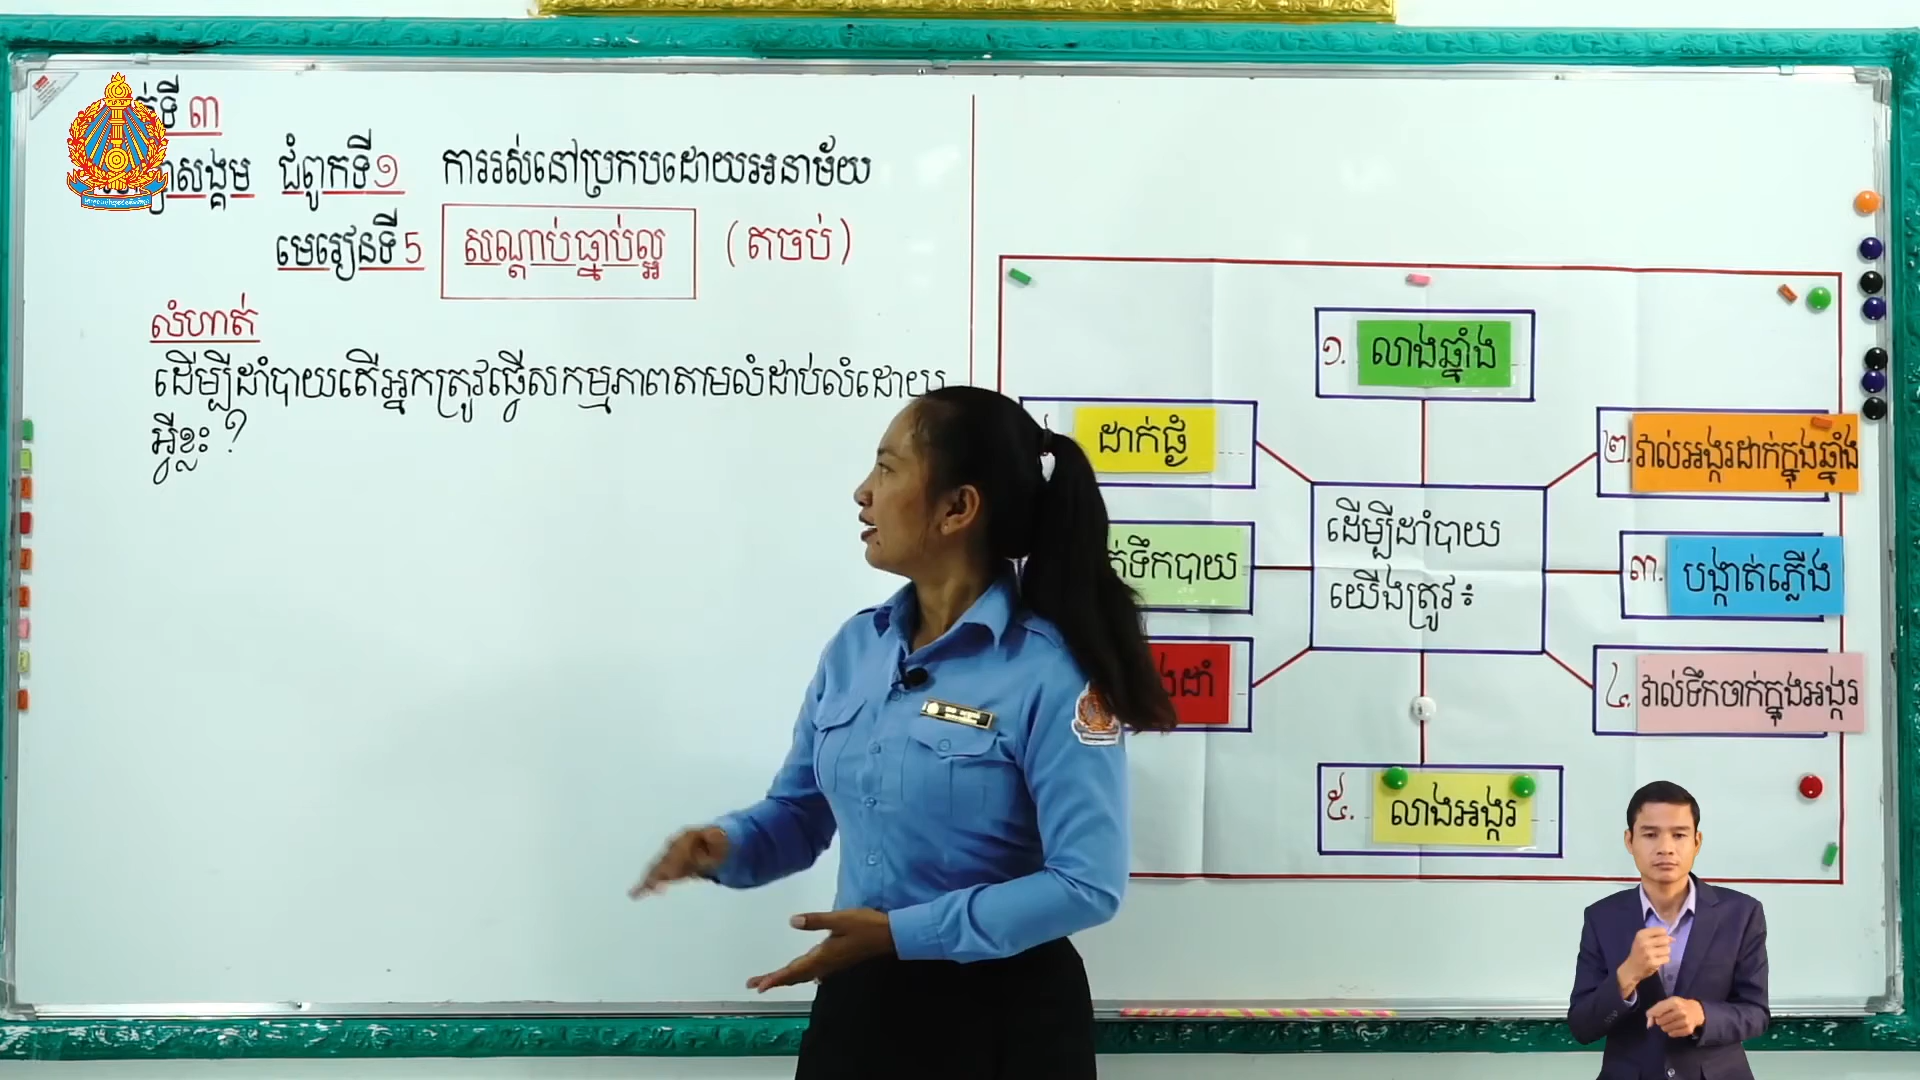 ទី ៣
សង្គម ជំពូកទី១ ការរស់នៅប្រកបដោយអនាម័យ
មេរៀនទី 5 សណ្ដាប់ធ្នាប់ល្អ (តចប់)
លំហាត់
ដើម្បីដាំបាយតើអ្នកត្រូវធ្វើសកម្មភាពតាមលំដាប់លំដោយ
អ្វីខ្លះ ?
១. លាងឆ្នាំង
២. វាល់អង្ករដាក់ក្នុងឆ្នាំង
៣. បង្កាត់ភ្លើង
៤. វាល់ទឹកចាក់ក្នុងអង្ករ
៥. លាងអង្ករ
ទឹកបាយ
ដាក់ផ្ងំ
ដើម្បីដាំបាយ
យើងត្រូវ៖